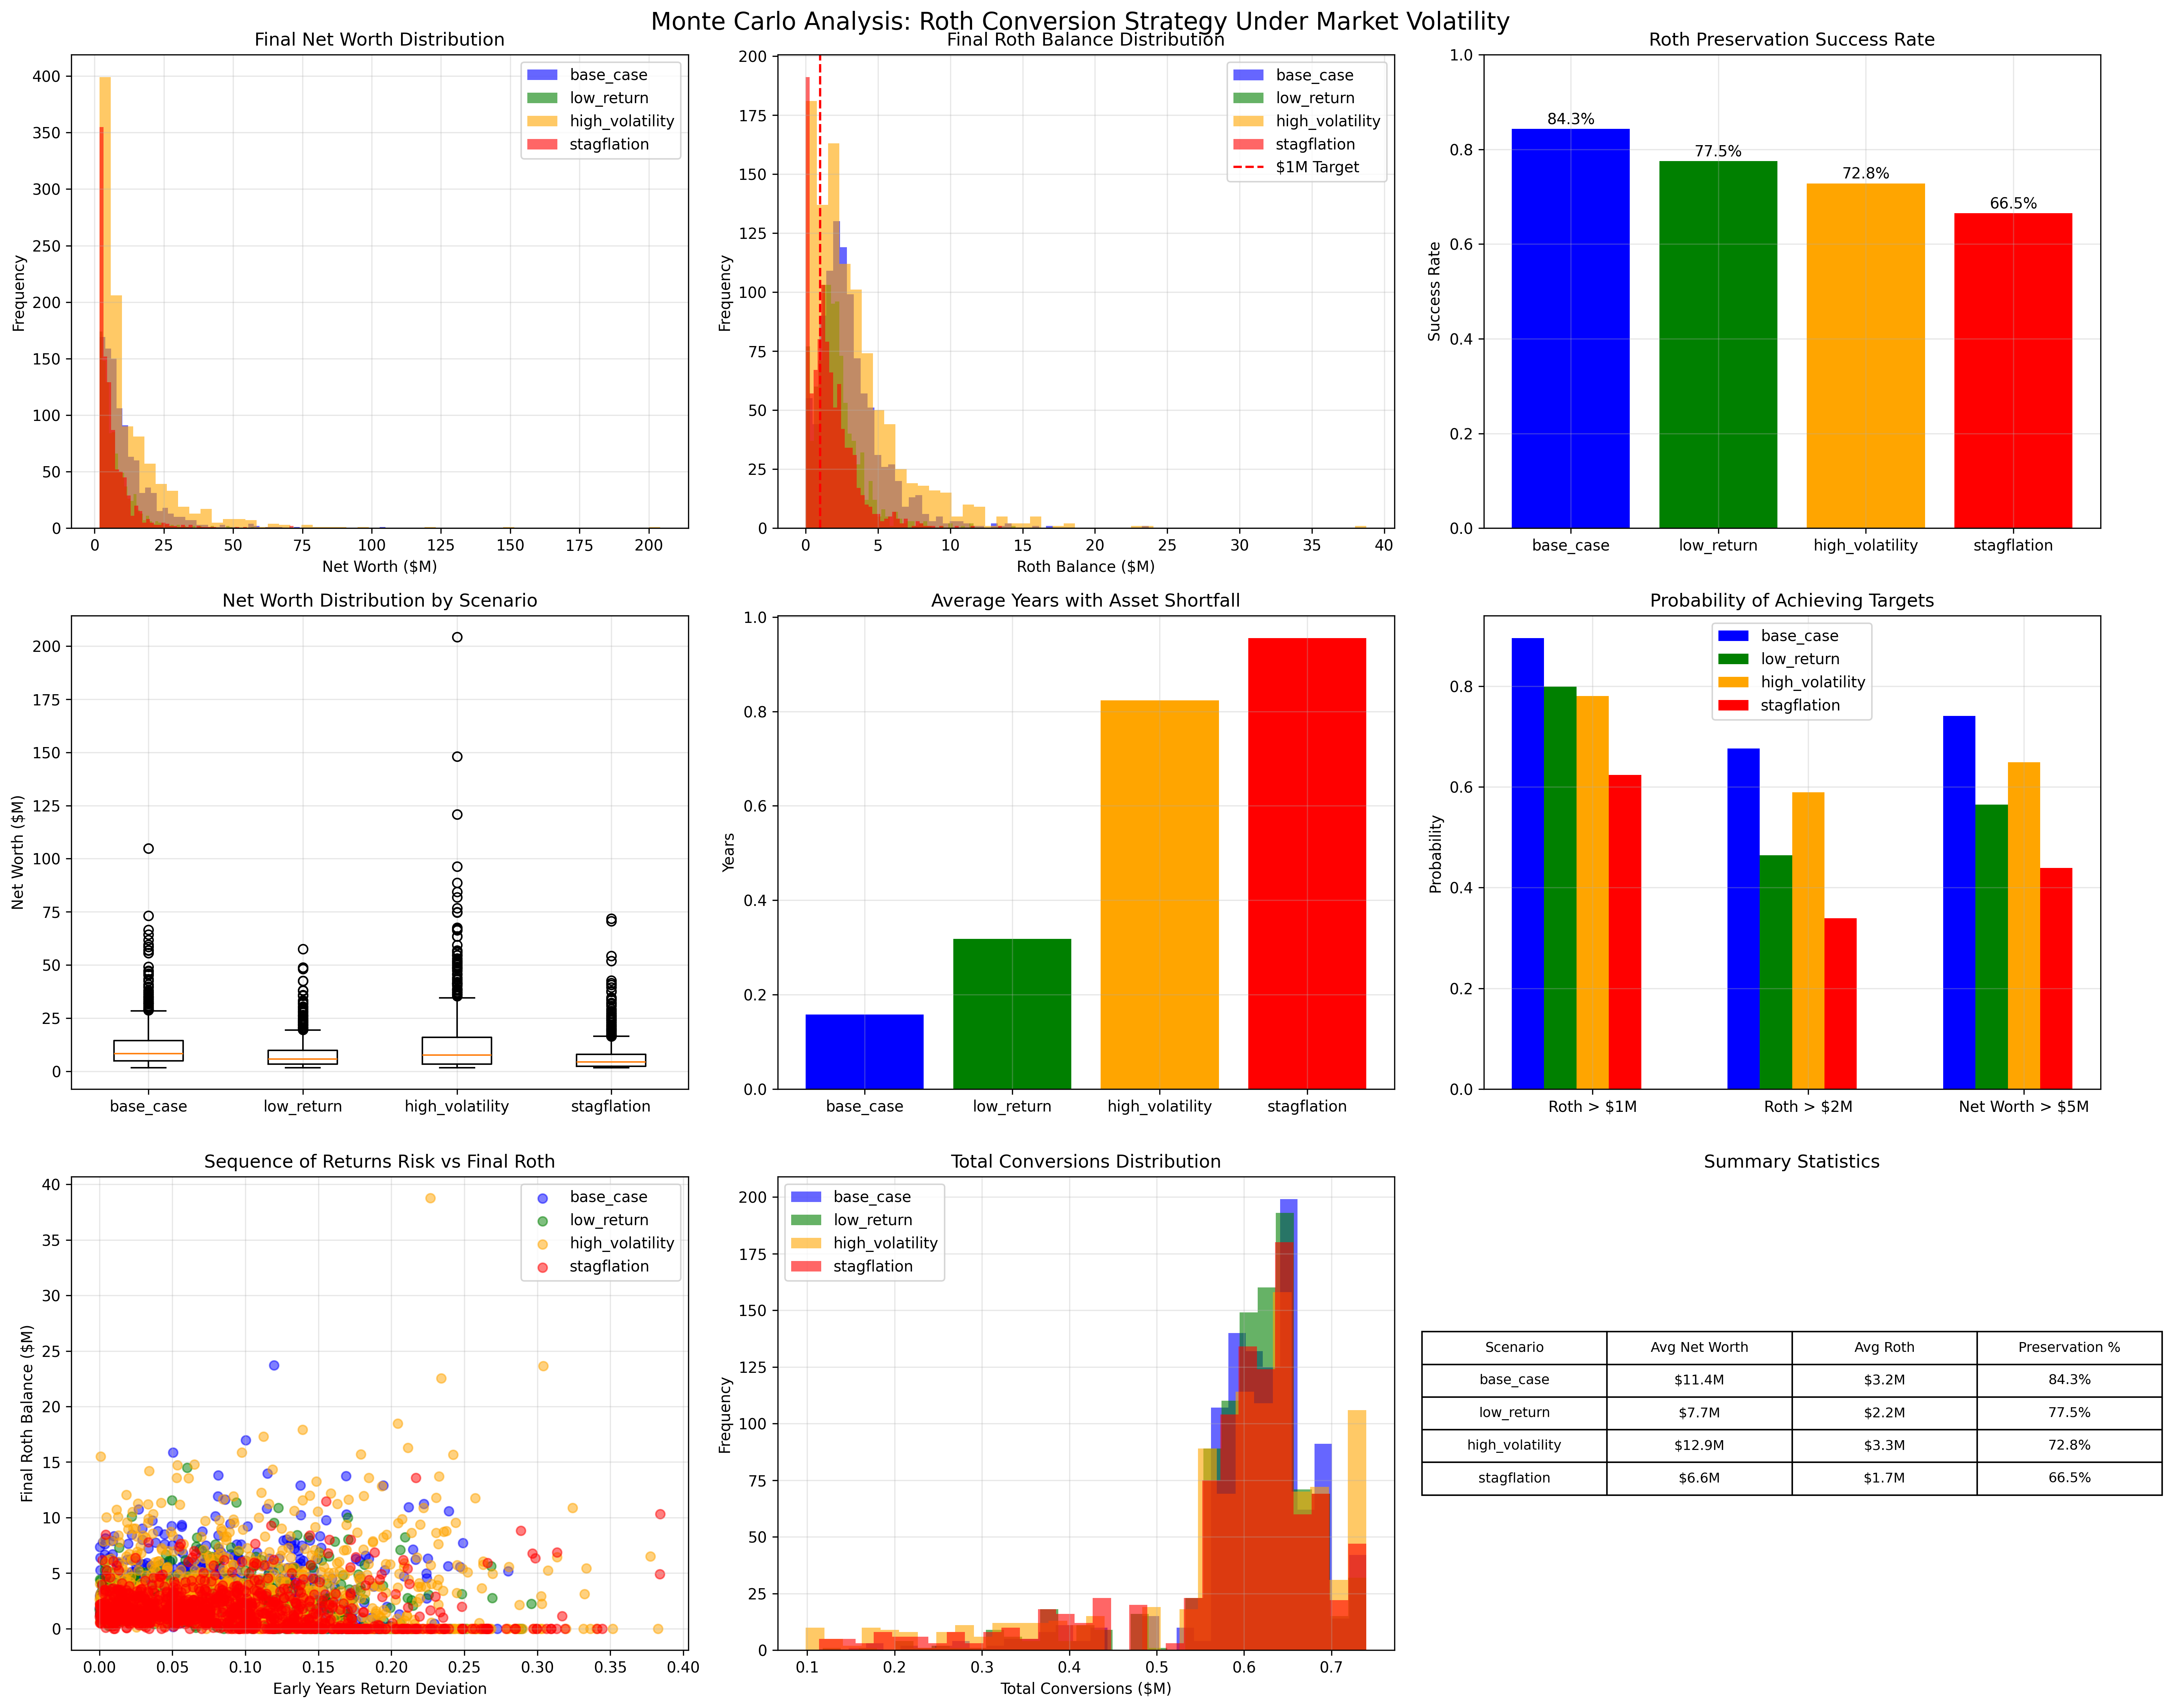 Monte Carlo Analysis: Roth Conversion Strategy Under Market Volatility
Final Net Worth Distribution
400
350
300
250
200
150
100
50
0
Frequency
0 25 50 75 100 125 150 175 200
Net Worth ($M)
base_case
low_return
high_volatility
stagflation
Final Roth Balance Distribution
200
175
150
125
100
75
50
25
0
Frequency
0 5 10 15 20 25 30 35 40
Roth Balance ($M)
base_case
low_return
high_volatility
stagflation
$1M Target
Roth Preservation Success Rate
1.0
0.8
0.6
0.4
0.2
0.0
Success Rate
84.3%
77.5%
72.8%
66.5%
base_case low_return high_volatility stagflation
Net Worth Distribution by Scenario
200
175
150
125
100
75
50
25
0
Net Worth ($M)
base_case low_return high_volatility stagflation
Average Years with Asset Shortfall
1.0
0.8
0.6
0.4
0.2
0.0
Years
base_case low_return high_volatility stagflation
Probability of Achieving Targets
0.8
0.6
0.4
0.2
0.0
Probability
base_case
low_return
high_volatility
stagflation
Roth > $1M Roth > $2M Net Worth > $5M
Sequence of Returns Risk vs Final Roth
40
35
30
25
20
15
10
5
0
Final Roth Balance ($M)
0.00 0.05 0.10 0.15 0.20 0.25 0.30 0.35 0.40
Early Years Return Deviation
base_case
low_return
high_volatility
stagflation
Total Conversions Distribution
200
175
150
125
100
75
50
25
0
Frequency
0.1 0.2 0.3 0.4 0.5 0.6 0.7
Total Conversions ($M)
base_case
low_return
high_volatility
stagflation
Summary Statistics
Scenario Avg Net Worth Avg Roth Preservation %
base_case $11.4M $3.2M 84.3%
low_return $7.7M $2.2M 77.5%
high_volatility $12.9M $3.3M 72.8%
stagflation $6.6M $1.7M 66.5%